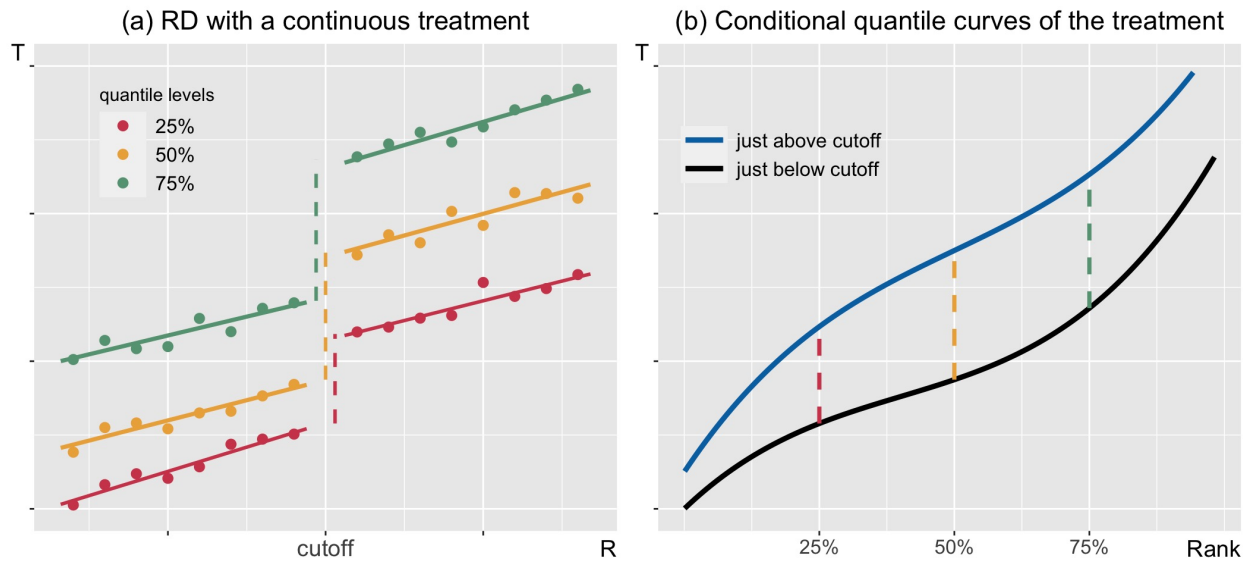 (a) RD with a continuous treatment
T
quantile levels
25%
50%
75%
cutoff
R
(b) Conditional quantile curves of the treatment
T
just above cutoff
just below cutoff
25%
50%
75%
Rank